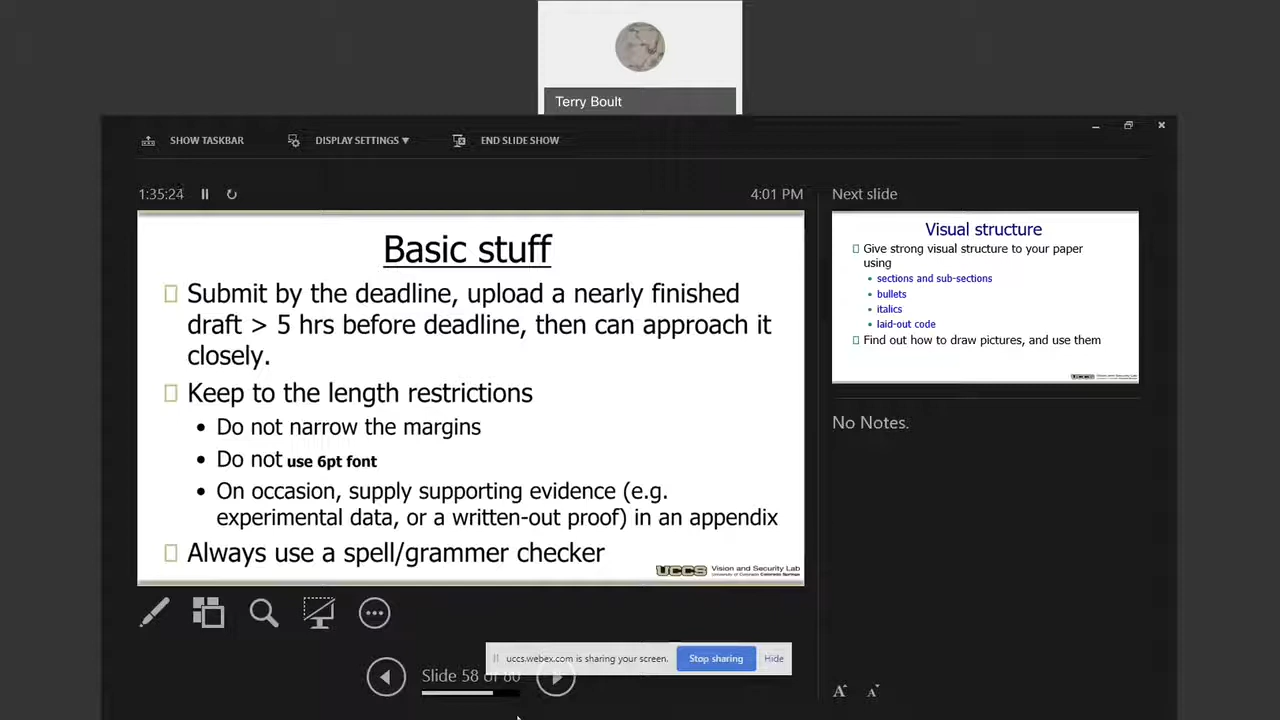 Terry Boult
SHOW TASKBAR
DISPLAY SETTINGS
END SLIDE SHOW
1:35:24
4:01 PM
Next slide
Basic stuff
Submit by the deadline, upload a nearly finished
draft > 5 hrs before deadline, then can approach it
closely.
Keep to the length restrictions
• Do not narrow the margins
• Do not use 6pt font
• On occasion, supply supporting evidence (e.g.
experimental data, or a written-out proof) in an appendix
Always use a spell/grammer checker
UCCS Vision and Security Lab
University of Colorado Colorado Springs
Visual structure
Give strong visual structure to your paper
using
• sections and sub-sections
• bullets
• italics
• laid-out code
Find out how to draw pictures, and use them
UCCS
No Notes.
uccs.webex.com is sharing your screen.
Stop sharing
Hide
Slide 58 of 80
A A